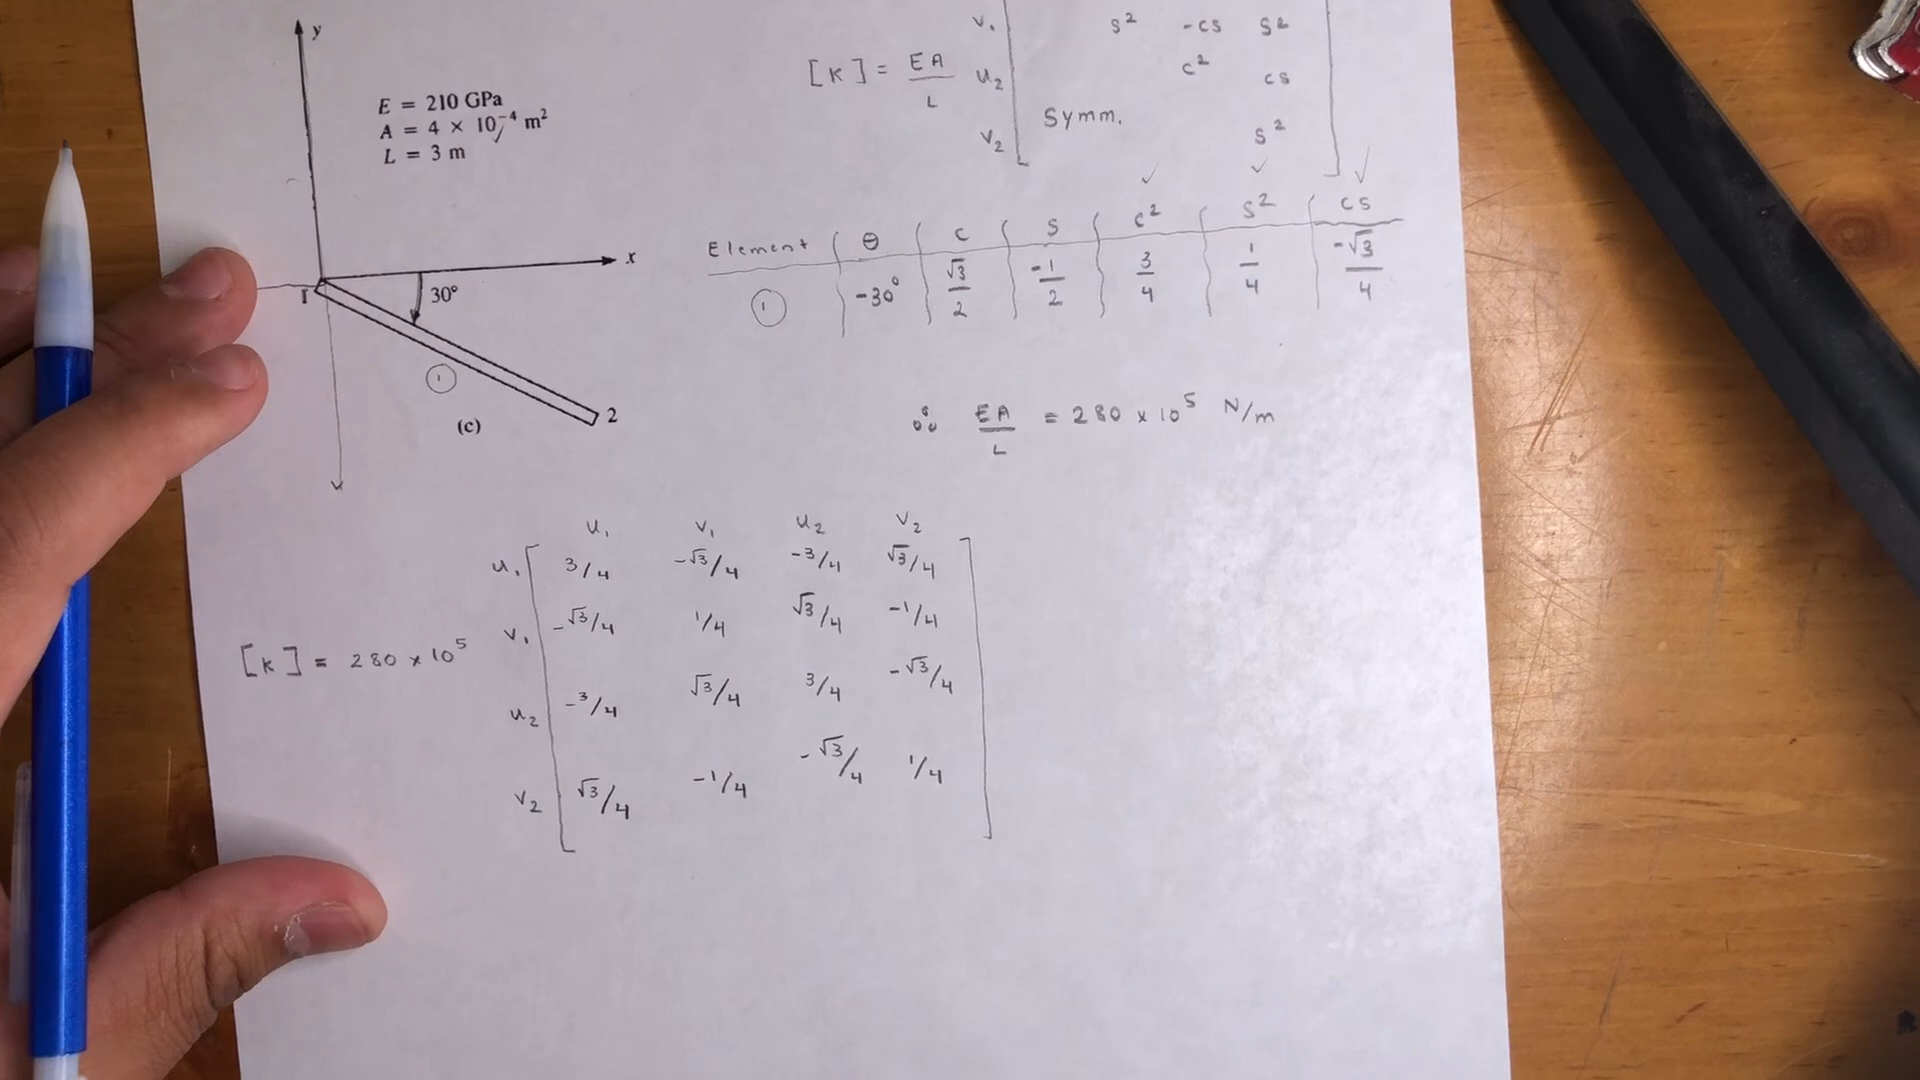 y
E = 210 GPa
A = 4 × 10⁻⁴ m²
L = 3 m
x
1
30°
①
2
(c)
v₁ s² -cs s²
[K] = EA/L u₂ c² cs
Symm.
v₂ s²
✓ ✓ ✓
Element θ c s c² s² cs
① -30° √3/2 -1/2 3/4 1/4 -√3/4
∴ EA/L = 280 × 10⁵ N/m
u₁ v₁ u₂ v₂
u₁ 3/4 -√3/4 -3/4 √3/4
v₁ -√3/4 1/4 √3/4 -1/4
[K] = 280 × 10⁵
u₂ -3/4 √3/4 3/4 -√3/4
v₂ √3/4 -1/4 -√3/4 1/4